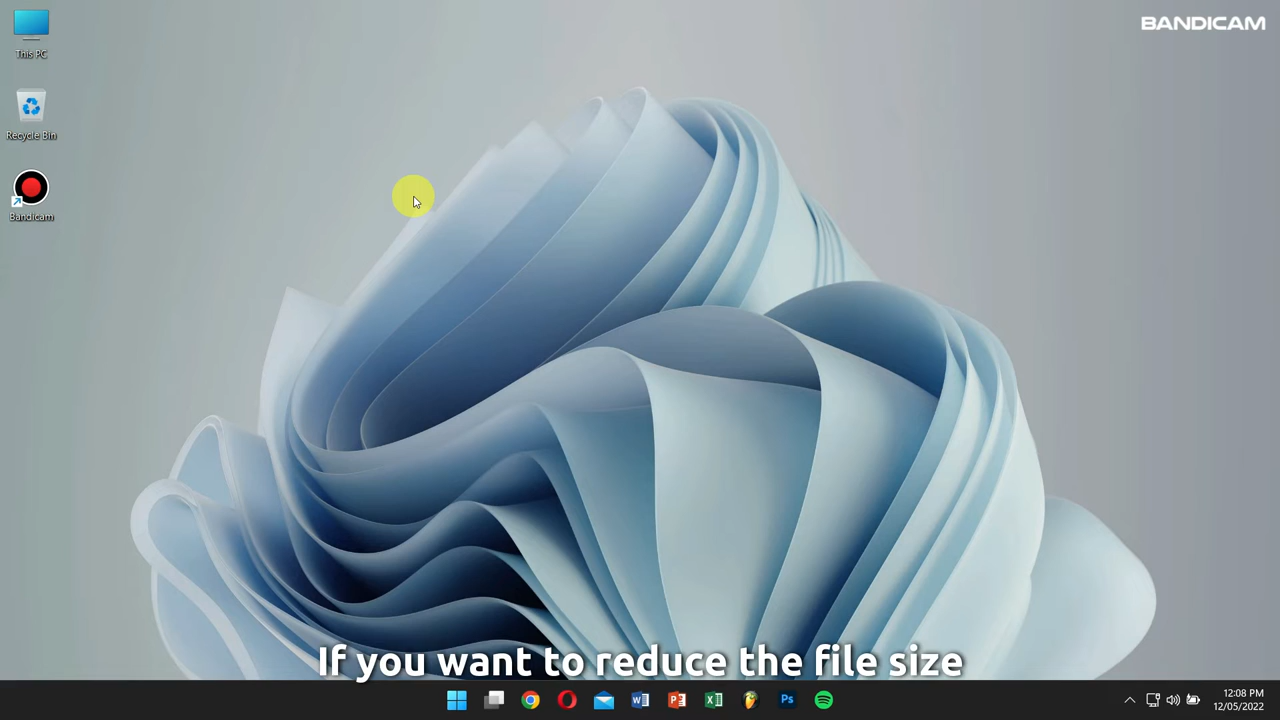 BANDICAM
This PC
Recycle Bin
Bandicam
If you want to reduce the file size
12:08 PM
12/05/2022